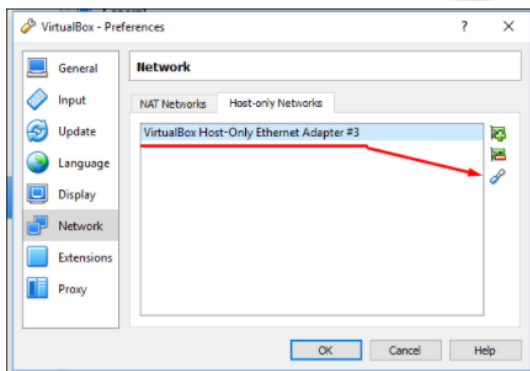 VirtualBox - Preferences
General
Network
Input
NAT Networks
Host-only Networks
Update
VirtualBox Host-Only Ethernet Adapter #3
Language
Display
Network
Extensions
Proxy
OK
Cancel
Help